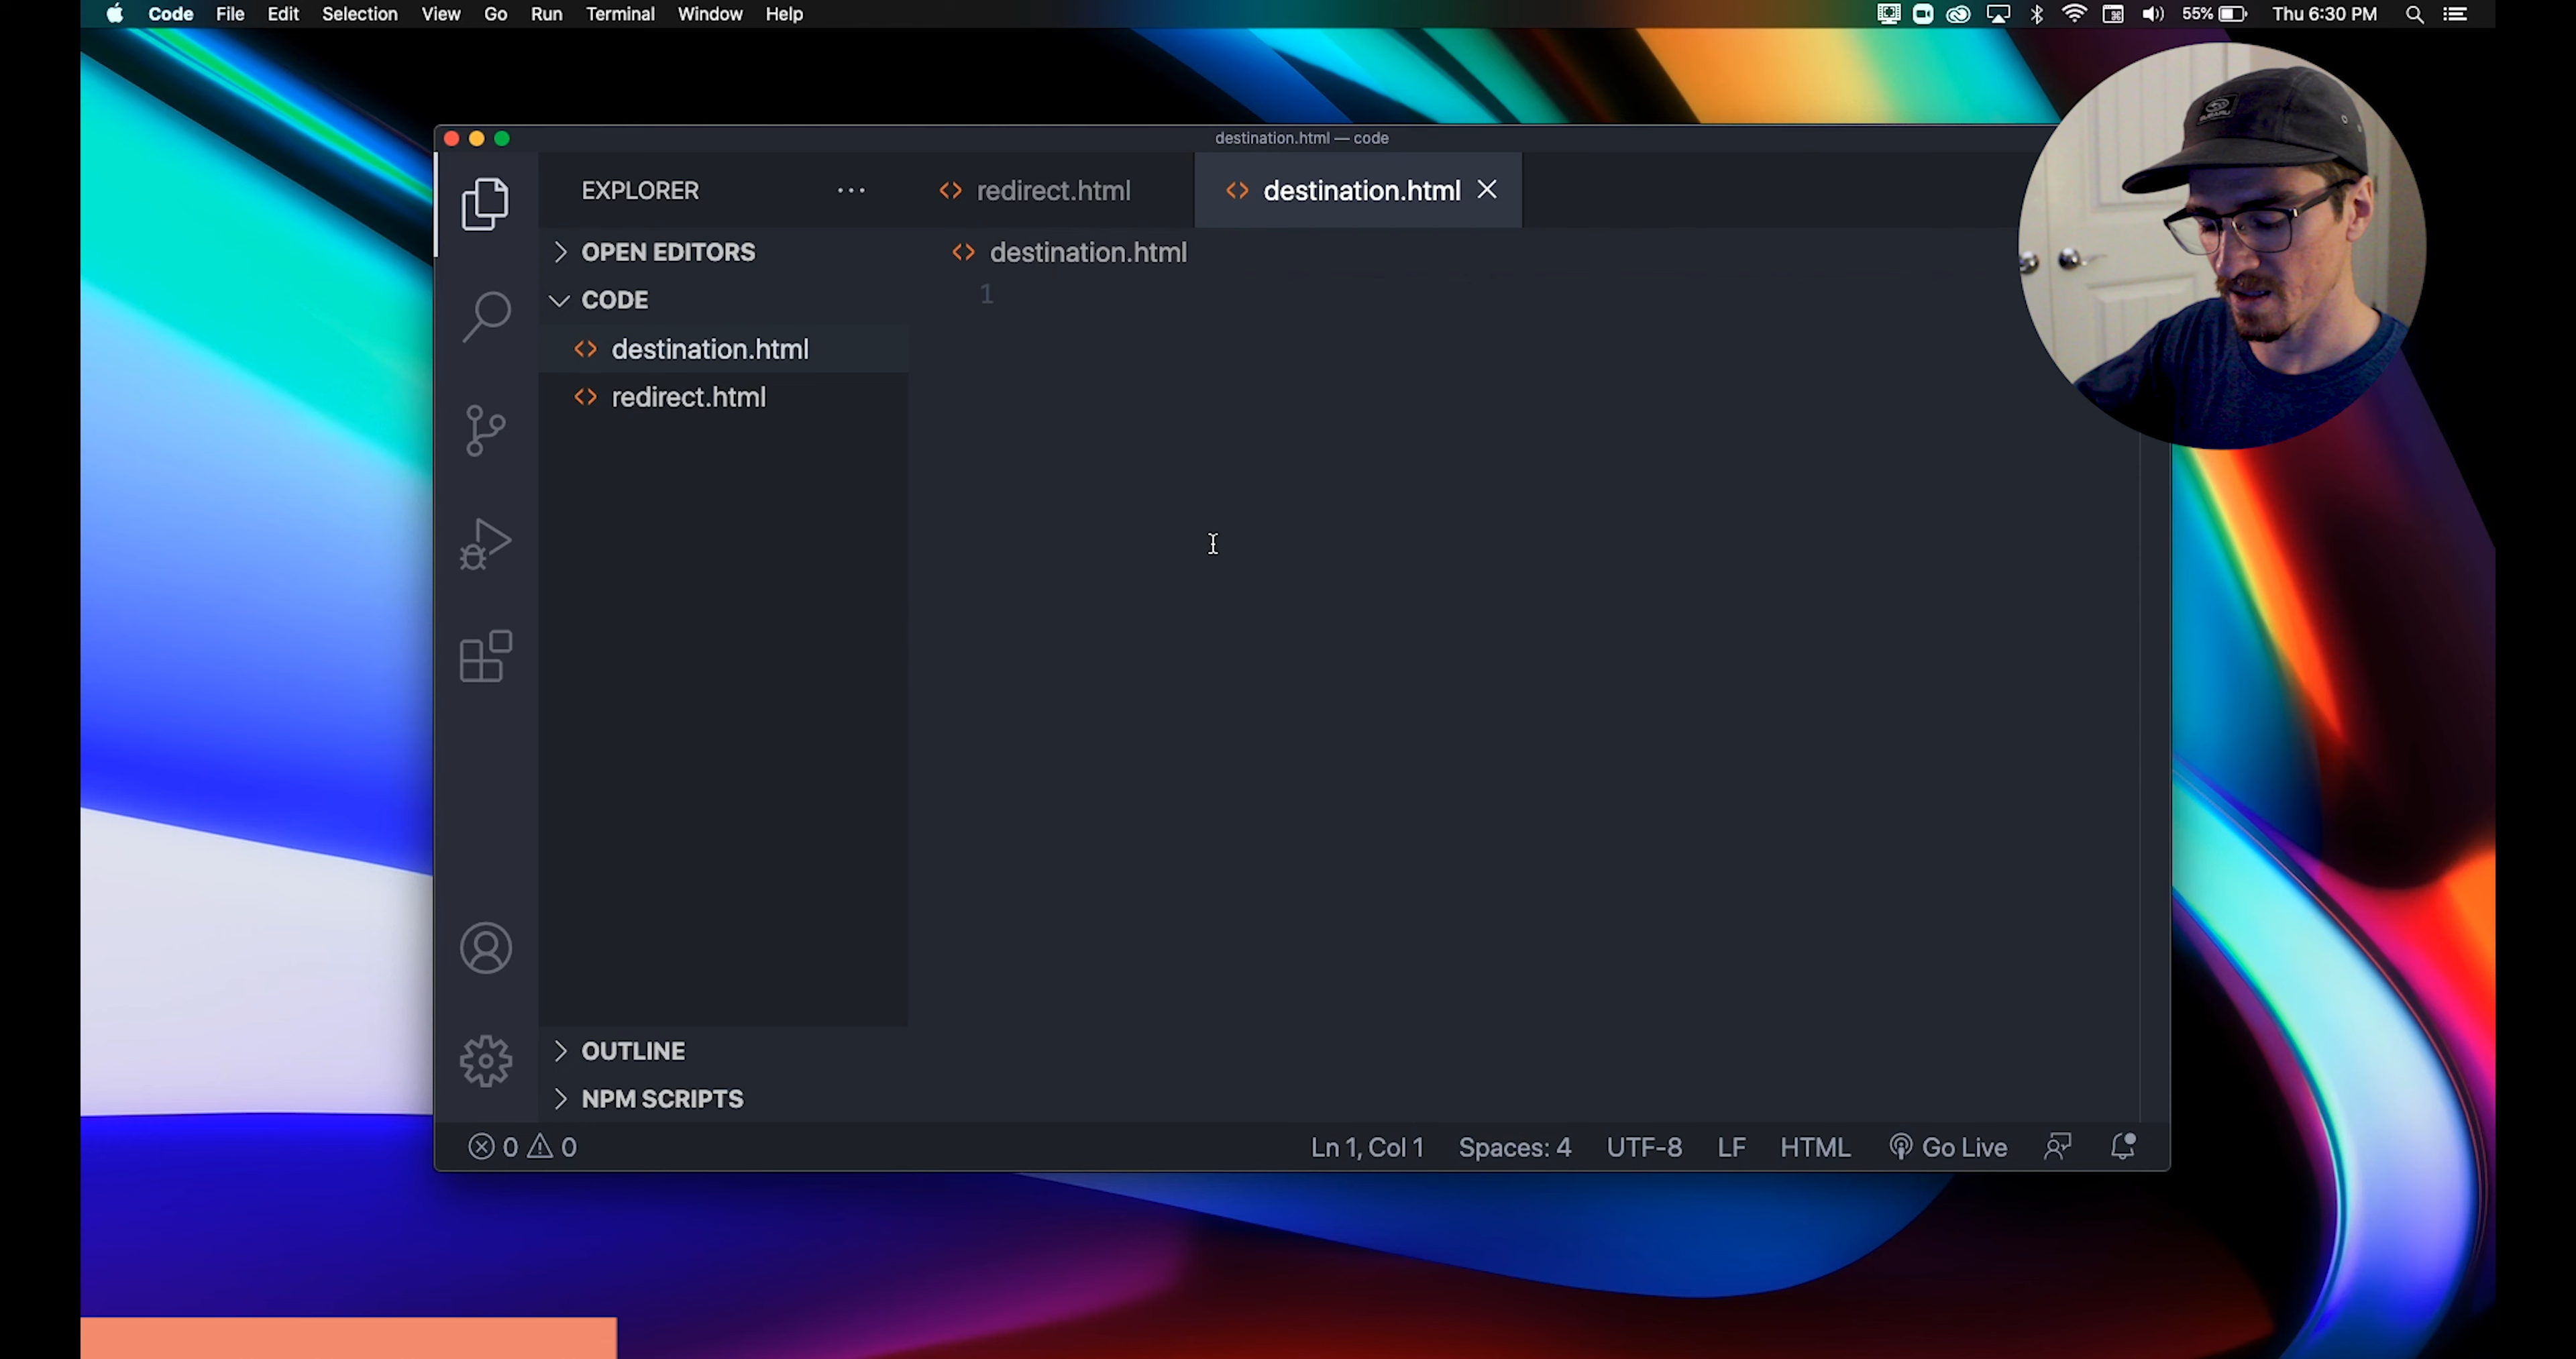 Code File Edit Selection View Go Run Terminal Window Help 55% Thu 6:30 PM
destination.html — code
EXPLORER ··· redirect.html destination.html
OPEN EDITORS
destination.html
CODE
1
destination.html
redirect.html
OUTLINE
NPM SCRIPTS
0 0 Ln 1, Col 1 Spaces: 4 UTF-8 LF HTML Go Live
SUBARU